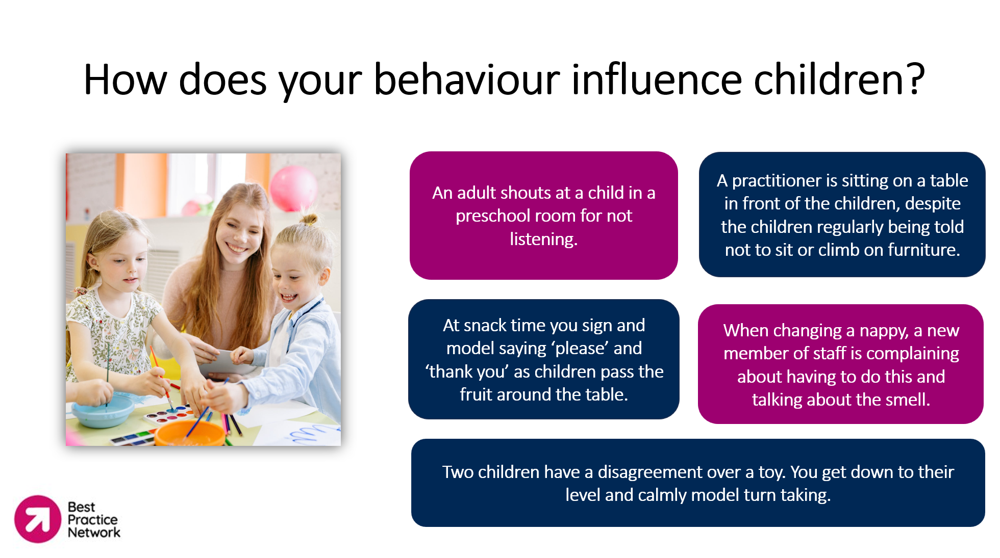 How does your behaviour influence children?
An adult shouts at a child in a
preschool room for not
listening.
A practitioner is sitting on a table
in front of the children, despite
the children regularly being told
not to sit or climb on furniture.
At snack time you sign and
model saying ‘please’ and
‘thank you’ as children pass the
fruit around the table.
When changing a nappy, a new
member of staff is complaining
about having to do this and
talking about the smell.
Two children have a disagreement over a toy. You get down to their
level and calmly model turn taking.
Best
Practice
Network